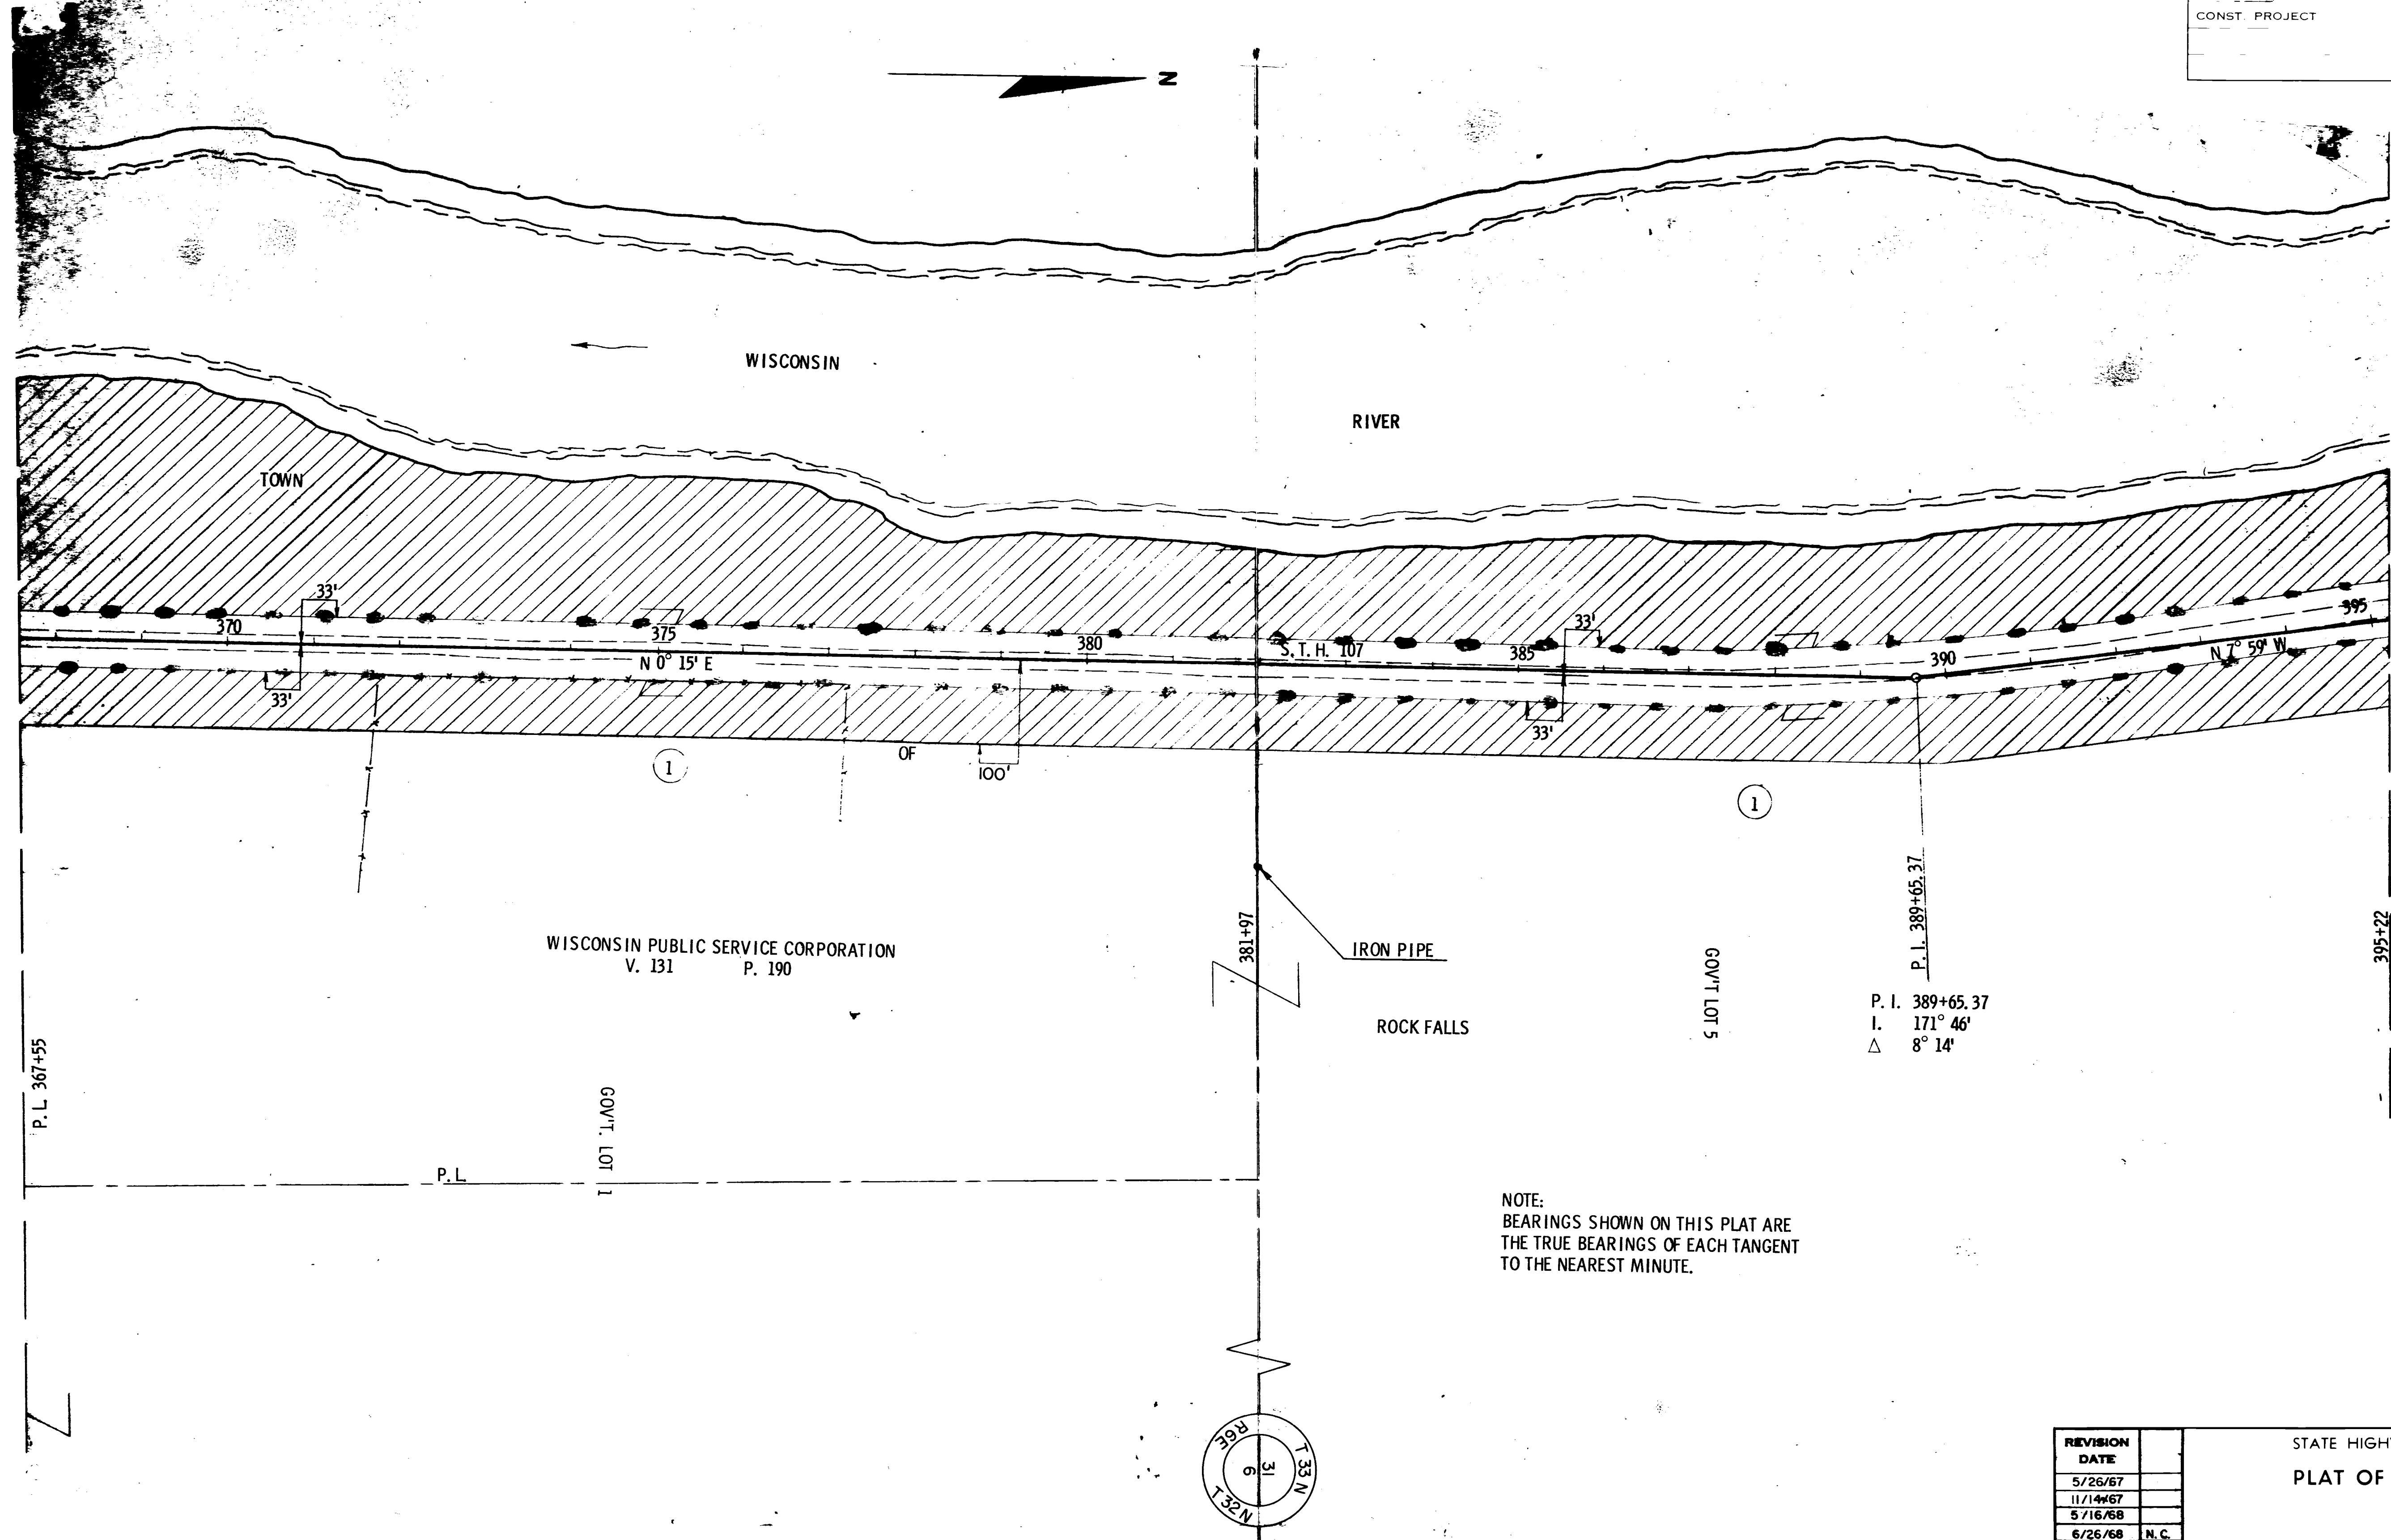 CONST. PROJECT
N
WISCONSIN
RIVER
TOWN
33'
370
375
380
S. T. H. 107
385
33'
390
395
N 0° 15' E
N 7° 59' W
33'
33'
OF
100'
1
1
P. I. 389+65.37
381+97
395+22
WISCONSIN PUBLIC SERVICE CORPORATION
V. 131 P. 190
IRON PIPE
GOV'T LOT 5
ROCK FALLS
P. I. 389+65.37
I. 171° 46'
△ 8° 14'
P. L. 367+55
GOV'T. LOT 1
P. L.
NOTE:
BEARINGS SHOWN ON THIS PLAT ARE
THE TRUE BEARINGS OF EACH TANGENT
TO THE NEAREST MINUTE.
R6E
T 33 N
31
6
T 32 N
REVISION
DATE
5/26/67
11/14/67
5/16/68
6/26/68 N. C.
STATE HIGH
PLAT OF